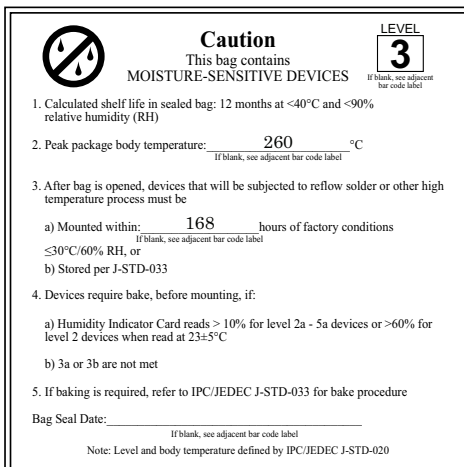 Caution
LEVEL
3
This bag contains
MOISTURE-SENSITIVE DEVICES
If blank, see adjacent
bar code label
1. Calculated shelf life in sealed bag: 12 months at <40°C and <90%
relative humidity (RH)
2. Peak package body temperature: 260 °C
If blank, see adjacent bar code label
3. After bag is opened, devices that will be subjected to reflow solder or other high
temperature process must be
a) Mounted within: 168 hours of factory conditions
If blank, see adjacent bar code label
≤30°C/60% RH, or
b) Stored per J-STD-033
4. Devices require bake, before mounting, if:
a) Humidity Indicator Card reads > 10% for level 2a - 5a devices or >60% for
level 2 devices when read at 23±5°C
b) 3a or 3b are not met
5. If baking is required, refer to IPC/JEDEC J-STD-033 for bake procedure
Bag Seal Date:
If blank, see adjacent bar code label
Note: Level and body temperature defined by IPC/JEDEC J-STD-020